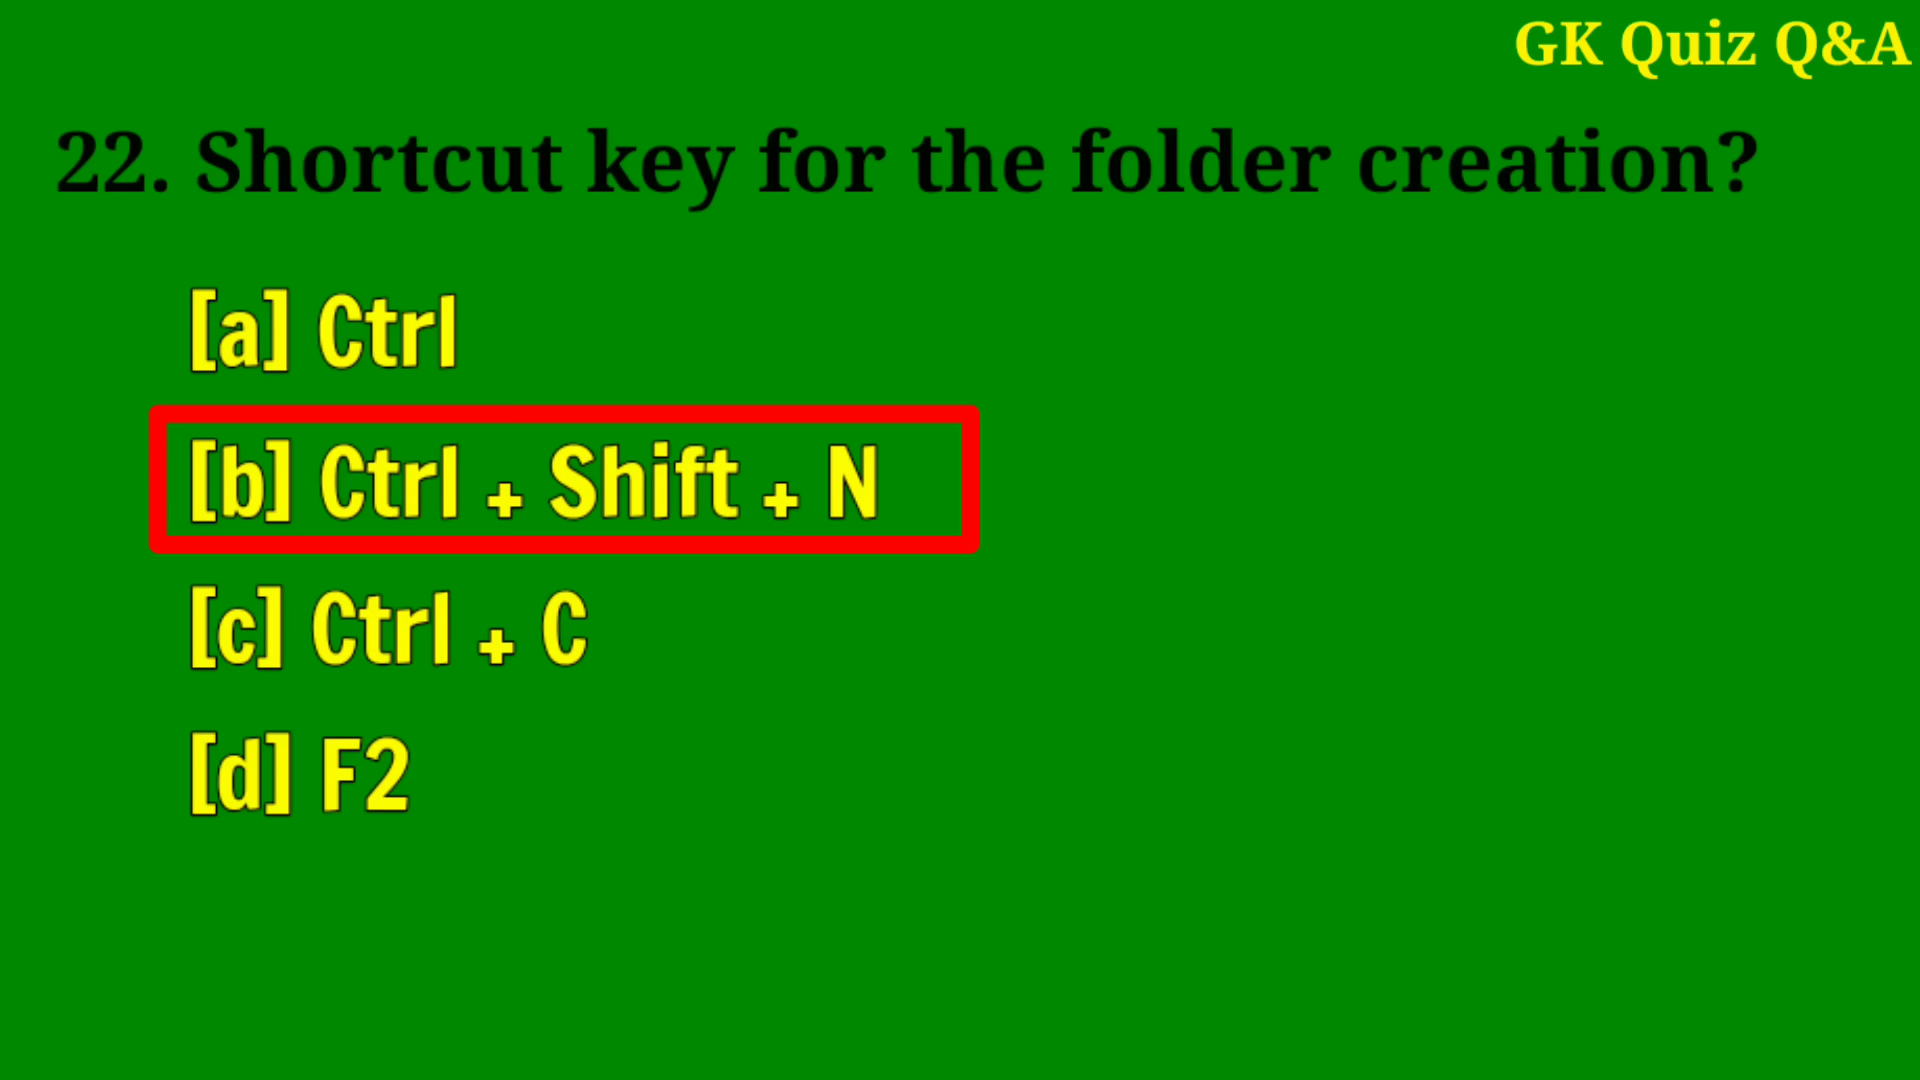 GK Quiz Q&A
22. Shortcut key for the folder creation?
[a] Ctrl
[b] Ctrl + Shift + N
[c] Ctrl + C
[d] F2